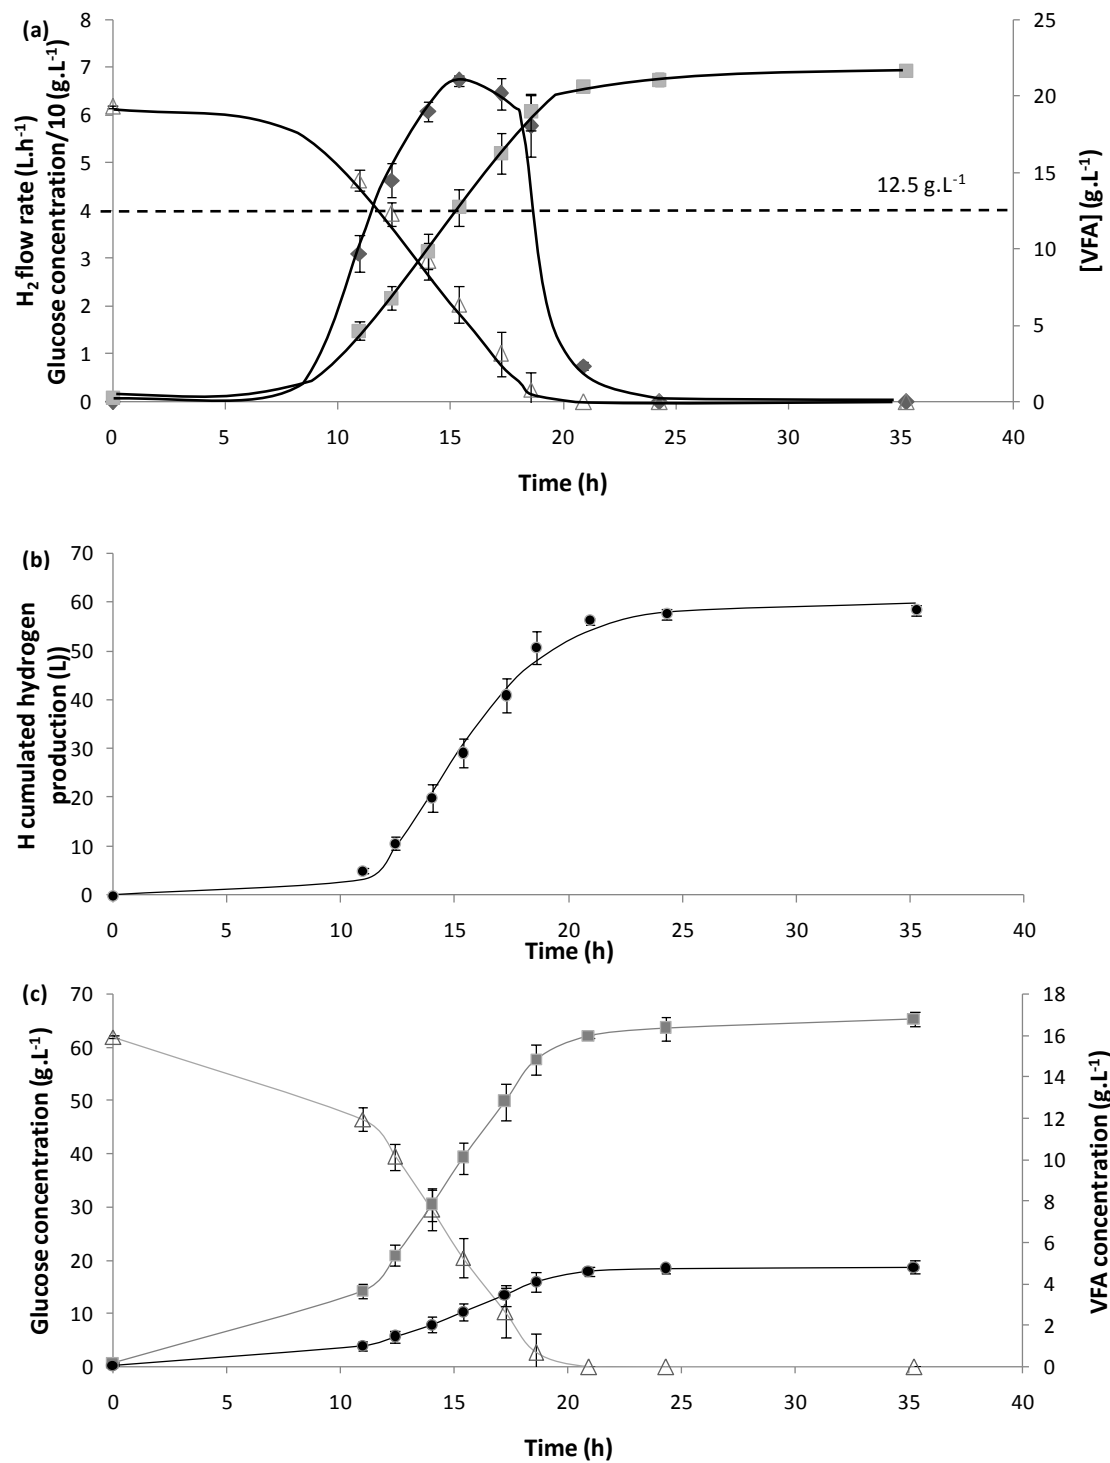 (a)
H2 flow rate (L.h-1)
Glucose concentration/10 (g.L-1)
8
7
6
5
4
3
2
1
0
25
20
15
10
5
0
[VFA] (g.L-1)
12.5 g.L-1
0 5 10 15 20 25 30 35 40
Time (h)
(b)
H cumulated hydrogen
production (L))
70
60
50
40
30
20
10
0
0 5 10 15 20 25 30 35 40
Time (h)
(c)
Glucose concentration (g.L-1)
70
60
50
40
30
20
10
0
18
16
14
12
10
8
6
4
2
0
VFA concentration (g.L-1)
0 5 10 15 20 25 30 35 40
Time (h)